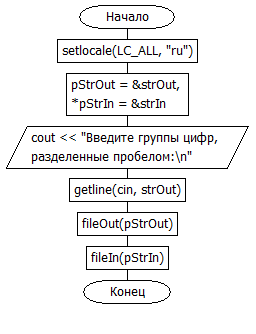 Начало
setlocale(LC_ALL, "ru")
pStrOut = &strOut,
*pStrIn = &strIn
cout << "Введите группы цифр,
разделенные пробелом:\n"
getline(cin, strOut)
fileOut(pStrOut)
fileIn(pStrIn)
Конец